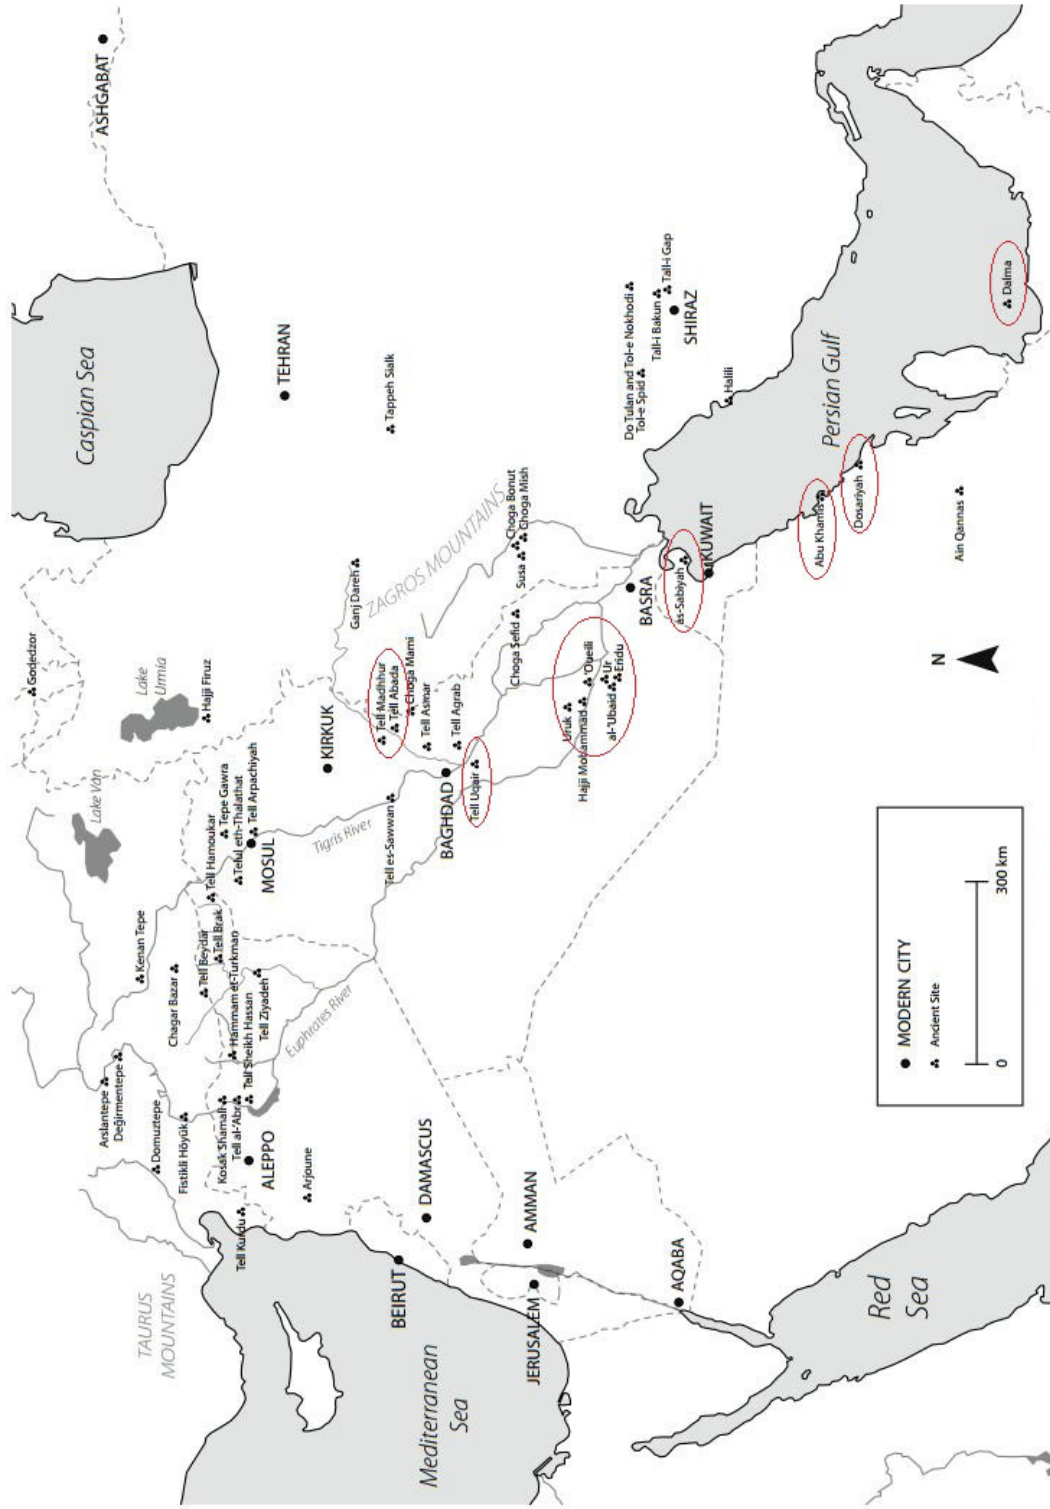 TAURUS
MOUNTAINS
Mediterranean
Sea
Red
Sea
Caspian Sea
Persian Gulf
ZAGROS MOUNTAINS
Lake Van
Lake
Urmia
Tigris River
Euphrates River
ASHGABAT
TEHRAN
SHIRAZ
KUWAIT
BASRA
BAGHDAD
KIRKUK
MOSUL
ALEPPO
DAMASCUS
BEIRUT
AMMAN
JERUSALEM
AQABA
Arslantepe
Değirmentepe
Domuztepe
Fistikli Höyük
Kosak Shamali
Tell al-'Abr
Tell Sheikh Hassan
Hammam et-Turkman
Tell Ziyadeh
Tell Kurdu
Arjoune
Kenan Tepe
Chagar Bazar
Tell Beydar
Tell Brak
Tell Hamoukar
Tepe Gawra
Telul eth-Thalathat
Tell Arpachiyah
Godedzor
Hajji Firuz
Tell es-Sawwan
Tell Madhhur
Tell Abada
Choga Mami
Tell Asmar
Tell Agrab
Tell Uqair
Ganj Dareh
Tappeh Sialk
Choga Sefid
Susa
Choga Bonut
Choga Mish
Uruk
Hajji Mohammad
'Oueili
Ur
al-'Ubaid
Eridu
as-Sabiyah
Do Tulan and Tol-e Nokhodi
Tol-e Spid
Tall-i Bakun
Tall-i Gap
Halili
Abu Khamis
Dosariyah
Ain Qannas
Dalma
N
MODERN CITY
Ancient Site
0
300 km